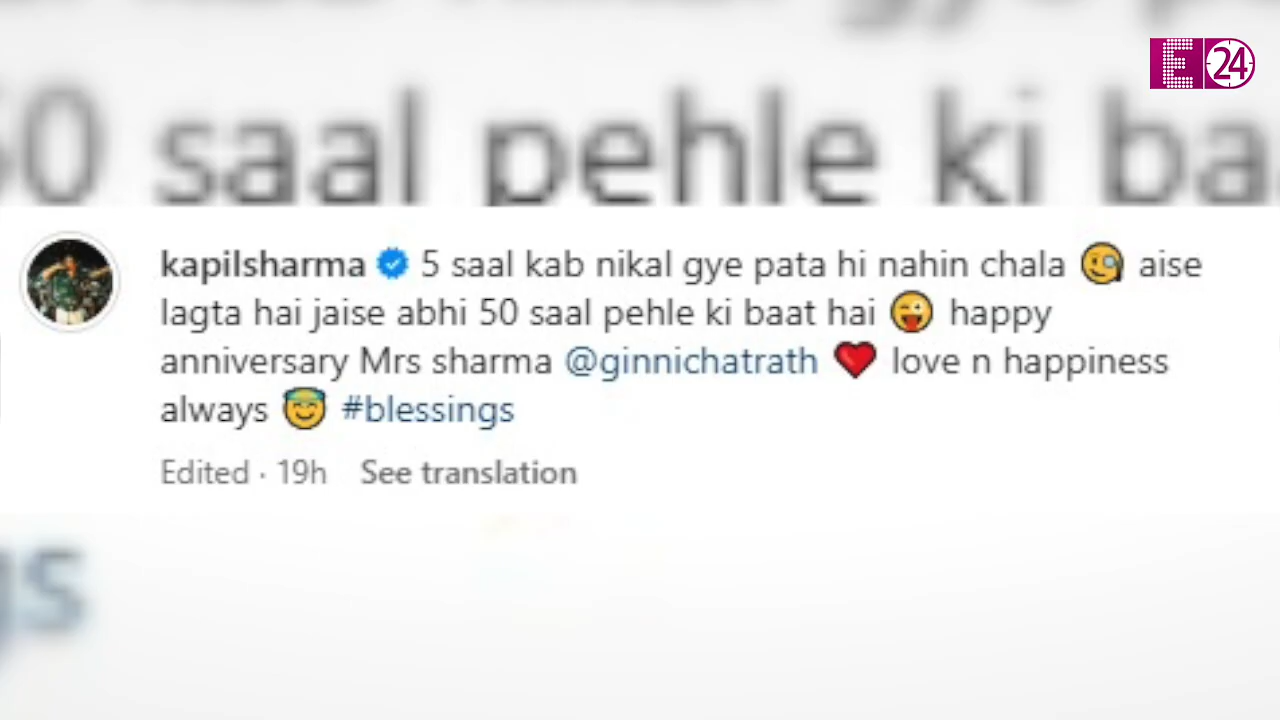 E 24
50 saal pehle ki ba
kapilsharma 5 saal kab nikal gye pata hi nahin chala 🧐 aise
lagta hai jaise abhi 50 saal pehle ki baat hai 😜 happy
anniversary Mrs sharma @ginnichatrath ❤️ love n happiness
always 😇 #blessings
Edited · 19h See translation
gs